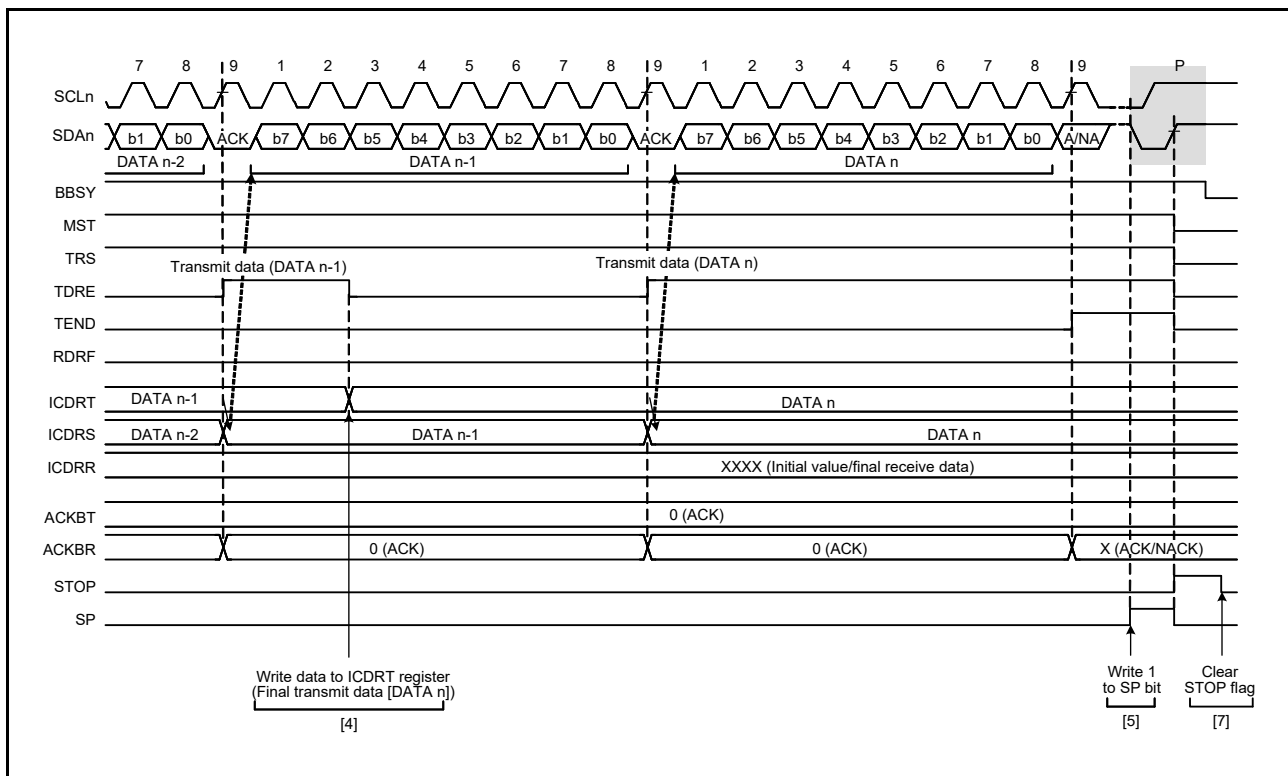 7 8 9 1 2 3 4 5 6 7 8 9 1 2 3 4 5 6 7 8 9 P
SCLn
SDAn b1 b0 ACK b7 b6 b5 b4 b3 b2 b1 b0 ACK b7 b6 b5 b4 b3 b2 b1 b0 A/NA
DATA n-2 DATA n-1 DATA n
BBSY
MST
TRS
Transmit data (DATA n-1) Transmit data (DATA n)
TDRE
TEND
RDRF
ICDRT DATA n-1 DATA n
ICDRS DATA n-2 DATA n-1 DATA n
ICDRR XXXX (Initial value/final receive data)
ACKBT 0 (ACK)
ACKBR 0 (ACK) 0 (ACK) X (ACK/NACK)
STOP
SP
Write data to ICDRT register
(Final transmit data [DATA n])
[4]
Write 1
to SP bit
[5]
Clear
STOP flag
[7]